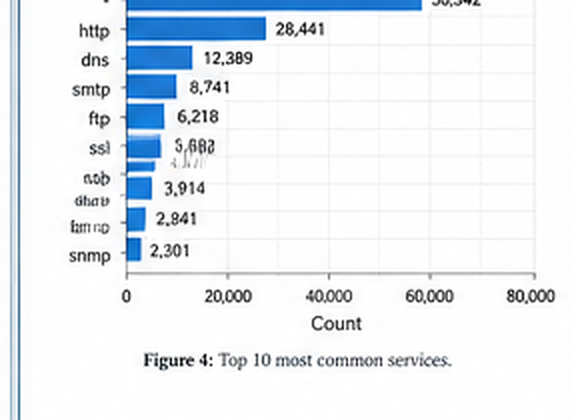 http 28,441
dns 12,389
smtp 8,741
ftp 6,218
ssl
3,914
2,841
snmp 2,301
0 20,000 40,000 60,000 80,000
Count
Figure 4: Top 10 most common services.